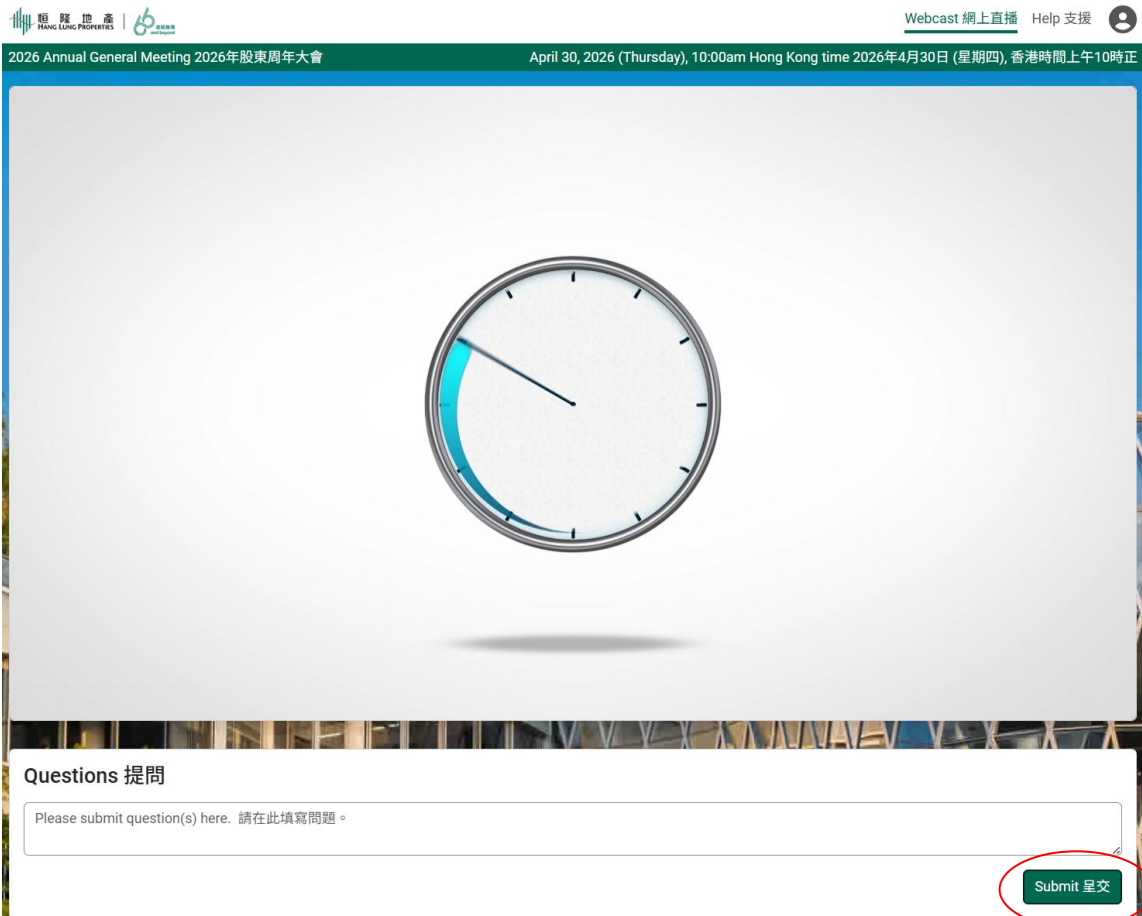 恒隆地產
HANG LUNG PROPERTIES
Webcast 網上直播
Help 支援
2026 Annual General Meeting 2026年股東周年大會
April 30, 2026 (Thursday), 10:00am Hong Kong time 2026年4月30日 (星期四), 香港時間上午10時正
Questions 提問
Please submit question(s) here. 請在此填寫問題。
Submit 呈交